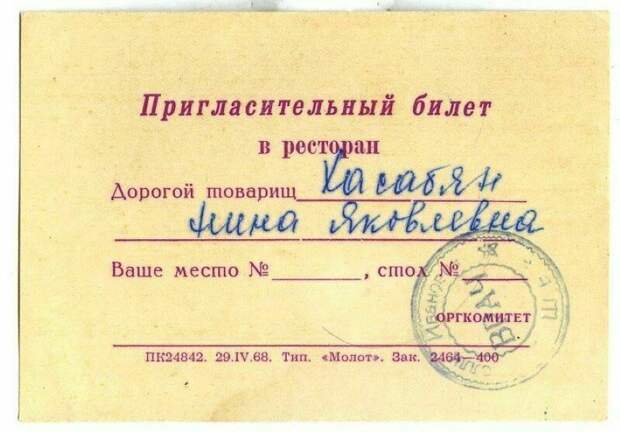 Пригласительный билет
в ресторан
Дорогой товарищ Хасабян
Нина Яковлевна
Ваше место № , стол №
ОРГКОМИТЕТ
ВРАЧ
ПК24842. 29.IV.68. Тип. «Молот». Зак. 2464—400